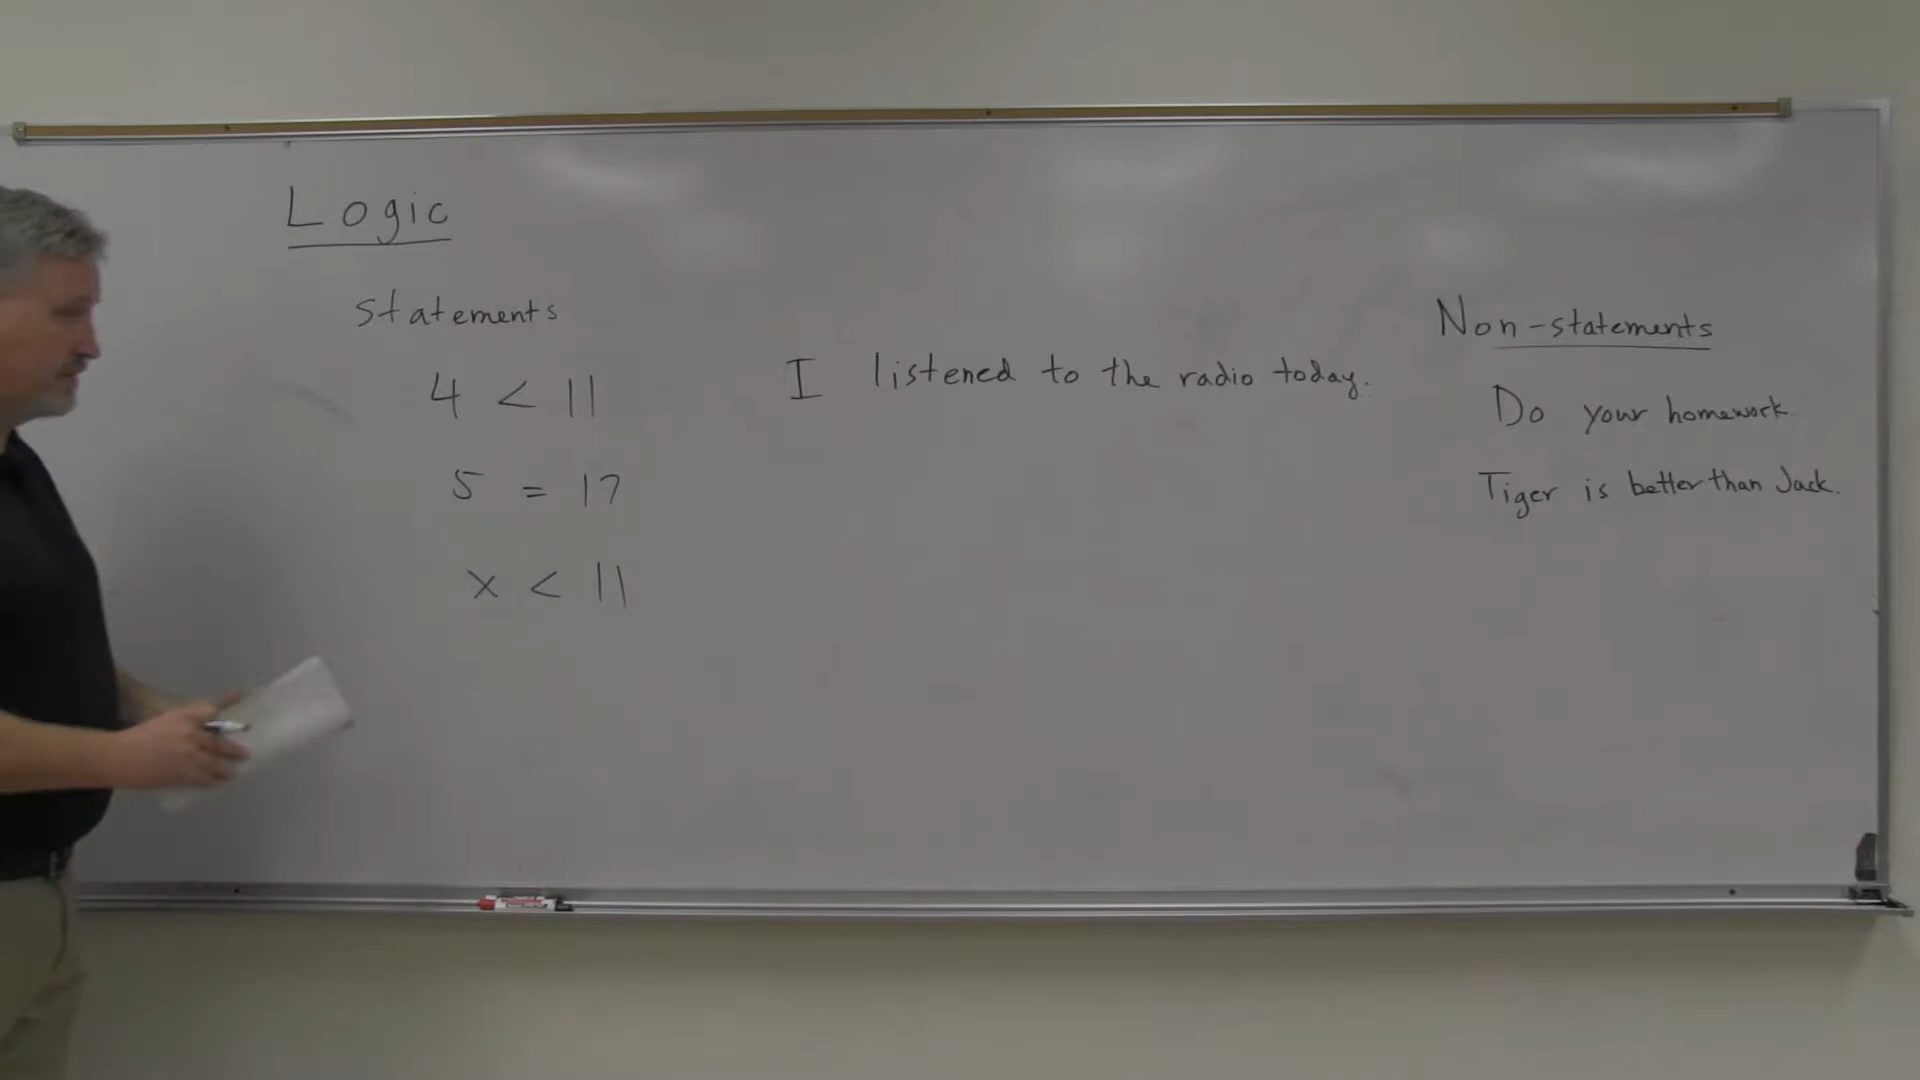 Logic
statements
4 < 11
5 = 17
x < 11
I listened to the radio today.
Non-statements
Do your homework.
Tiger is better than Jack.